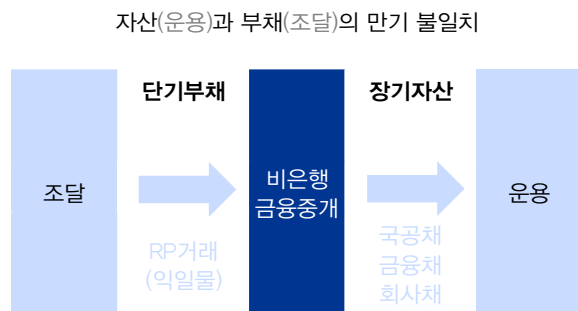 자산(운용)과 부채(조달)의 만기 불일치
단기부채
장기자산
조달
비은행
금융중개
운용
RP거래
(익일물)
국공채
금융채
회사채